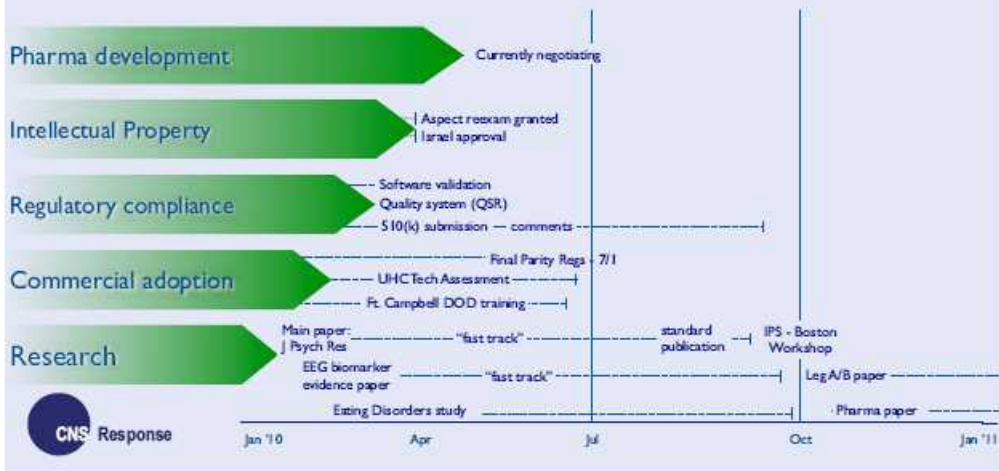 Pharma development
Currently negotiating
Intellectual Property
Aspect reexam granted
Israel approval
Regulatory compliance
Software validation
Quality system (QSR)
510(k) submission — comments
Commercial adoption
Final Parity Regs - 7/1
UHC Tech Assessment
Ft. Campbell DOD training
Research
Main paper:
J Psych Res
"fast track"
standard
publication
IPS - Boston
Workshop
EEG biomarker
evidence paper
"fast track"
Leg A/B paper
Eating Disorders study
Pharma paper
CNS Response
Jan '10
Apr
Jul
Oct
Jan '11